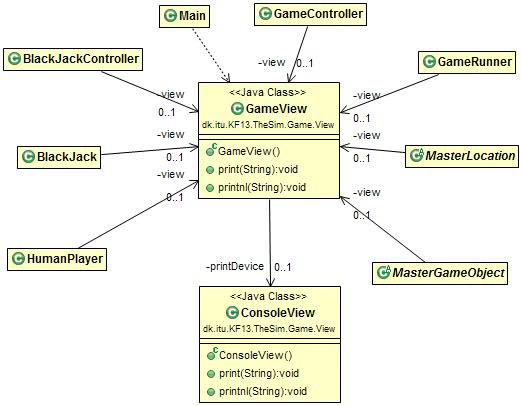 Main
GameController
BlackJackController
-view
0..1
GameRunner
-view
0..1
<<Java Class>>
GameView
dk.itu.KF13.TheSim.Game.View
-view
0..1
GameView()
print(String):void
printnl(String):void
BlackJack
-view
0..1
-view
0..1
MasterLocation
-view
0..1
HumanPlayer
-view
0..1
MasterGameObject
-printDevice
0..1
<<Java Class>>
ConsoleView
dk.itu.KF13.TheSim.Game.View
ConsoleView()
print(String):void
printnl(String):void